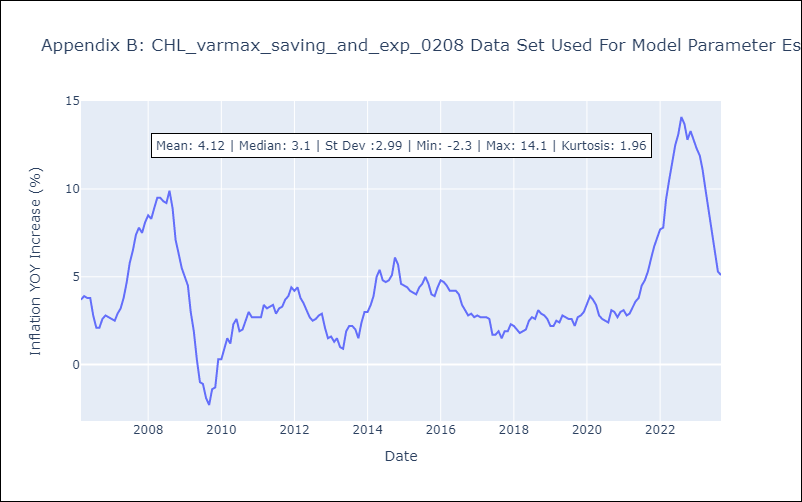 Appendix B: CHL_varmax_saving_and_exp_0208 Data Set Used For Model Parameter Es
15
Mean: 4.12 | Median: 3.1 | St Dev :2.99 | Min: -2.3 | Max: 14.1 | Kurtosis: 1.96
10
5
0
Inflation YOY Increase (%)
2008 2010 2012 2014 2016 2018 2020 2022
Date